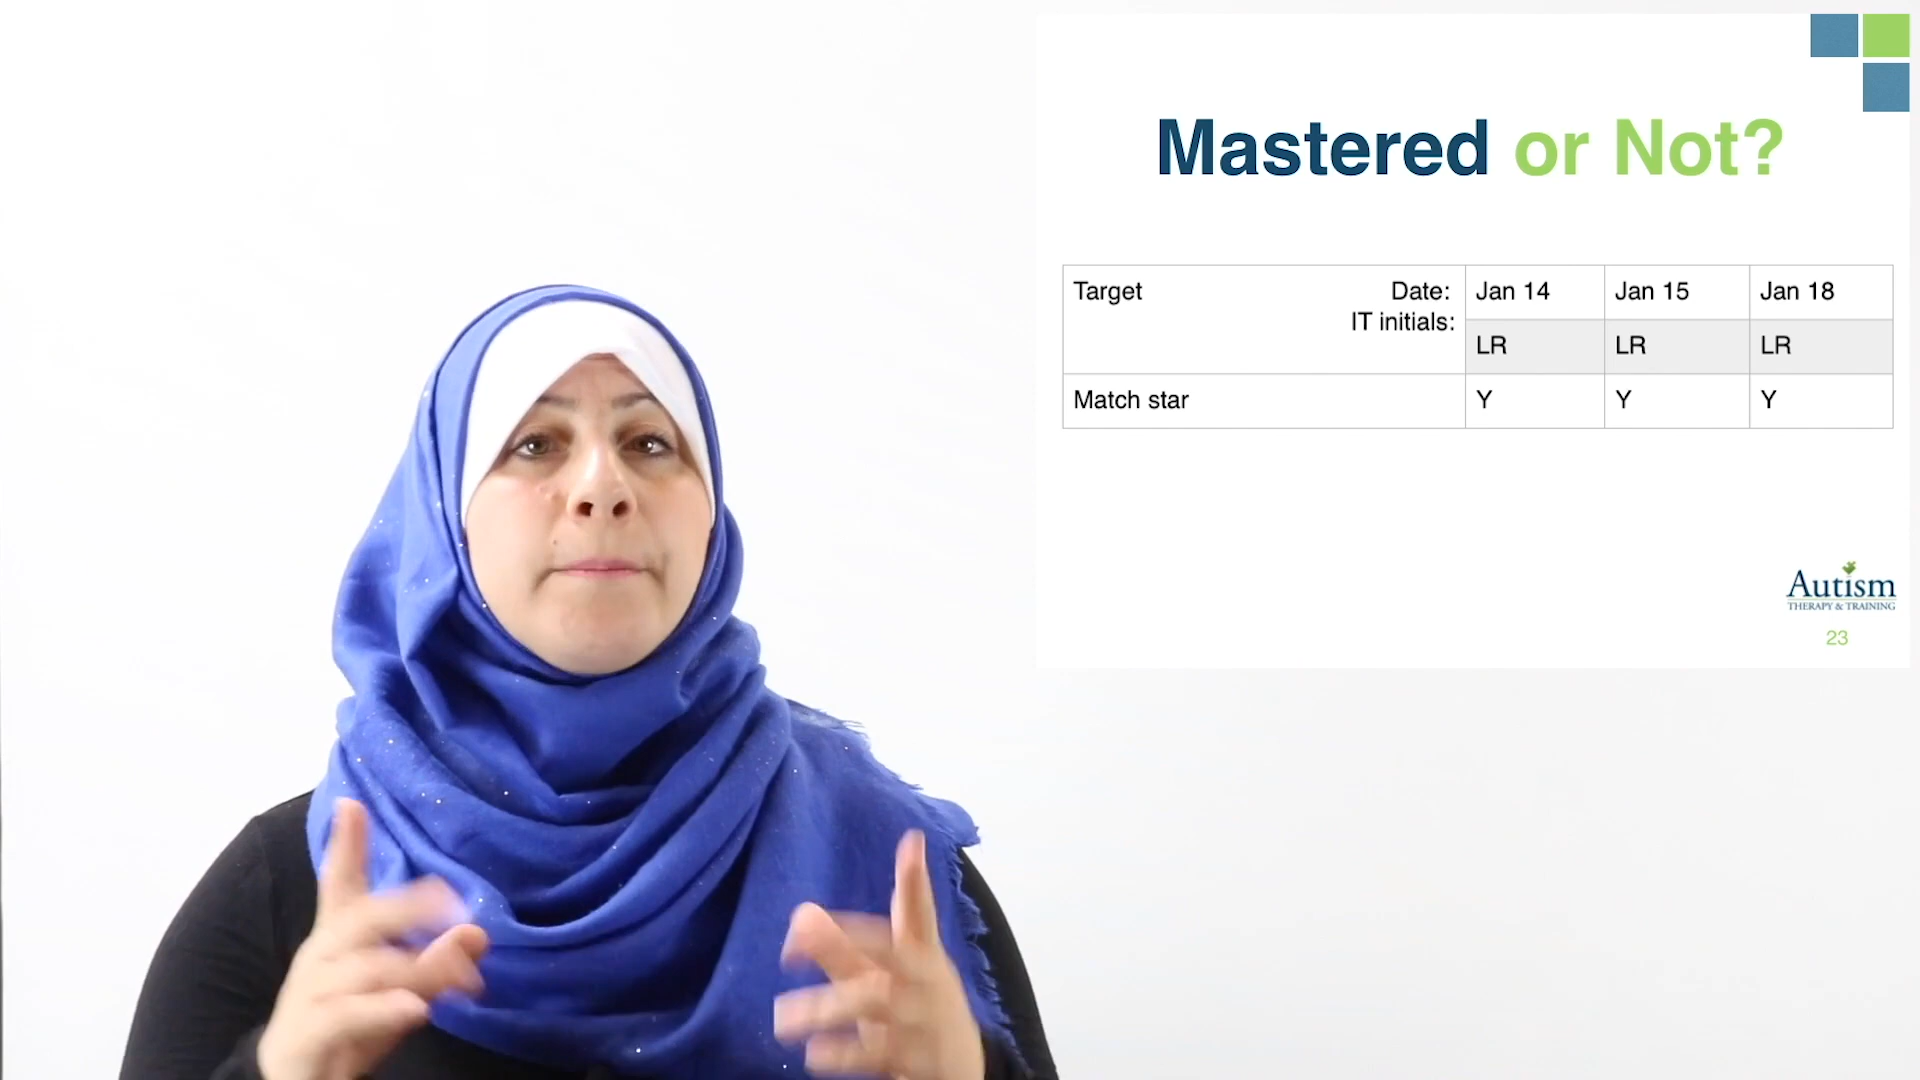 Mastered or Not?
Target Date: Jan 14 Jan 15 Jan 18
IT initials: LR LR LR
Match star Y Y Y
Autism
THERAPY & TRAINING
23